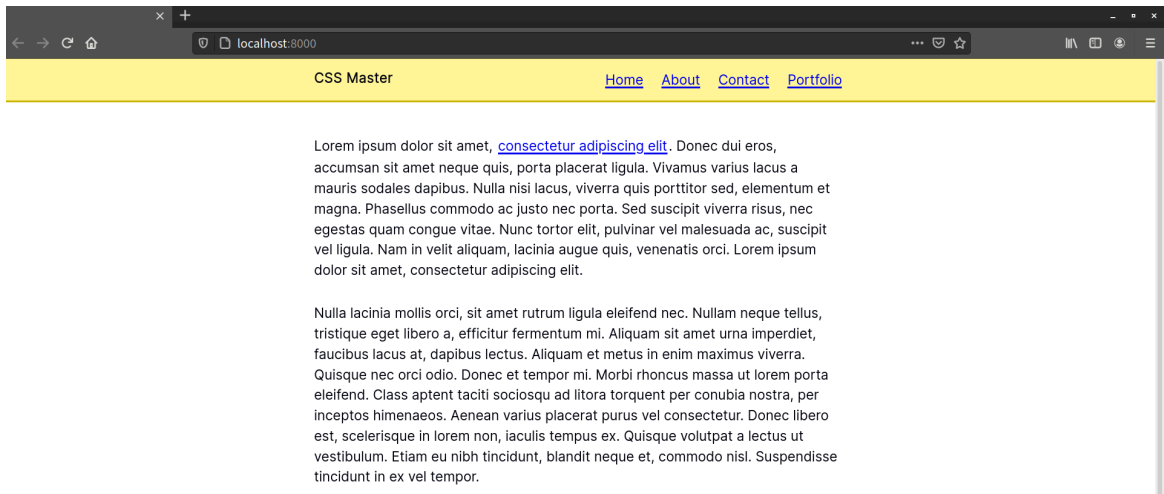 localhost:8000
CSS Master
Home About Contact Portfolio
Lorem ipsum dolor sit amet, consectetur adipiscing elit. Donec dui eros,
accumsan sit amet neque quis, porta placerat ligula. Vivamus varius lacus a
mauris sodales dapibus. Nulla nisi lacus, viverra quis porttitor sed, elementum et
magna. Phasellus commodo ac justo nec porta. Sed suscipit viverra risus, nec
egestas quam congue vitae. Nunc tortor elit, pulvinar vel malesuada ac, suscipit
vel ligula. Nam in velit aliquam, lacinia augue quis, venenatis orci. Lorem ipsum
dolor sit amet, consectetur adipiscing elit.
Nulla lacinia mollis orci, sit amet rutrum ligula eleifend nec. Nullam neque tellus,
tristique eget libero a, efficitur fermentum mi. Aliquam sit amet urna imperdiet,
faucibus lacus at, dapibus lectus. Aliquam et metus in enim maximus viverra.
Quisque nec orci odio. Donec et tempor mi. Morbi rhoncus massa ut lorem porta
eleifend. Class aptent taciti sociosqu ad litora torquent per conubia nostra, per
inceptos himenaeos. Aenean varius placerat purus vel consectetur. Donec libero
est, scelerisque in lorem non, iaculis tempus ex. Quisque volutpat a lectus ut
vestibulum. Etiam eu nibh tincidunt, blandit neque et, commodo nisl. Suspendisse
tincidunt in ex vel tempor.